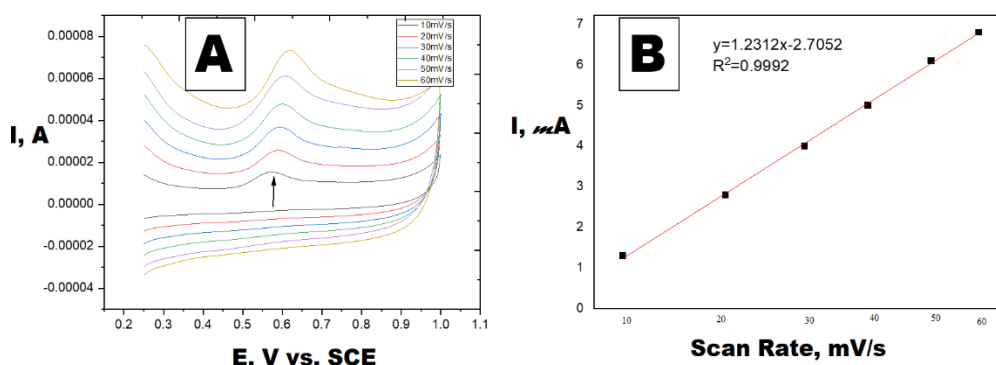 A
10mV/s
20mV/s
30mV/s
40mV/s
50mV/s
60mV/s
I, A
0.00008
0.00006
0.00004
0.00002
0.00000
-0.00002
-0.00004
0.2 0.3 0.4 0.5 0.6 0.7 0.8 0.9 1.0 1.1
E, V vs. SCE
B
y=1.2312x-2.7052
R²=0.9992
I, mA
7
6
5
4
3
2
1
0
10 20 30 40 50 60
Scan Rate, mV/s